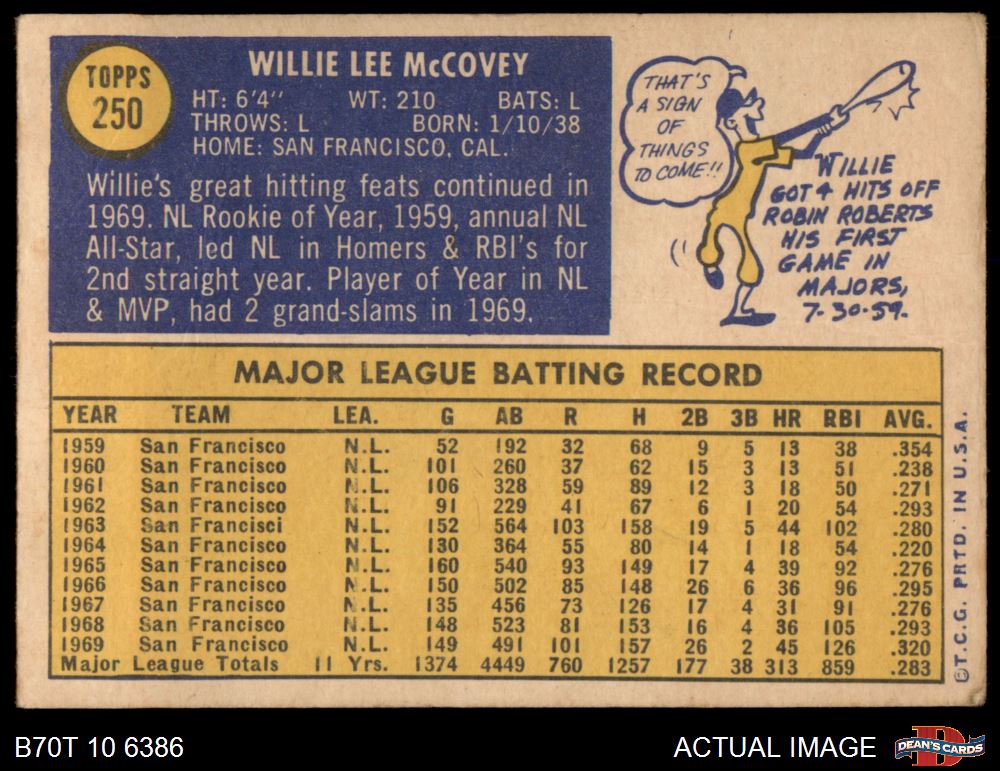 TOPPS
250
WILLIE LEE McCOVEY
HT: 6'4" WT: 210 BATS: L
THROWS: L BORN: 1/10/38
HOME: SAN FRANCISCO, CAL.
Willie's great hitting feats continued in
1969. NL Rookie of Year, 1959, annual NL
All-Star, led NL in Homers & RBI's for
2nd straight year. Player of Year in NL
& MVP, had 2 grand-slams in 1969.
THAT'S
A SIGN
OF
THINGS
TO COME!!
WILLIE
GOT 4 HITS OFF
ROBIN ROBERTS
HIS FIRST
GAME IN
MAJORS,
7-30-59.
MAJOR LEAGUE BATTING RECORD
YEAR TEAM LEA. G AB R H 2B 3B HR RBI AVG.
1959 San Francisco N.L. 52 192 32 68 9 5 13 38 .354
1960 San Francisco N.L. 101 260 37 62 15 3 13 51 .238
1961 San Francisco N.L. 106 328 59 89 12 3 18 50 .271
1962 San Francisco N.L. 91 229 41 67 6 1 20 54 .293
1963 San Francisci N.L. 152 564 103 158 19 5 44 102 .280
1964 San Francisco N.L. 130 364 55 80 14 1 18 54 .220
1965 San Francisco N.L. 160 540 93 149 17 4 39 92 .276
1966 San Francisco N.L. 150 502 85 148 26 6 36 96 .295
1967 San Francisco N.L. 135 456 73 126 17 4 31 91 .276
1968 San Francisco N.L. 148 523 81 153 16 4 36 105 .293
1969 San Francisco N.L. 149 491 101 157 26 2 45 126 .320
Major League Totals 11 Yrs. 1374 4449 760 1257 177 38 313 859 .283
©T.C.G. PRTD. IN U.S.A.
B70T 10 6386
ACTUAL IMAGE
D
DEAN'S CARDS